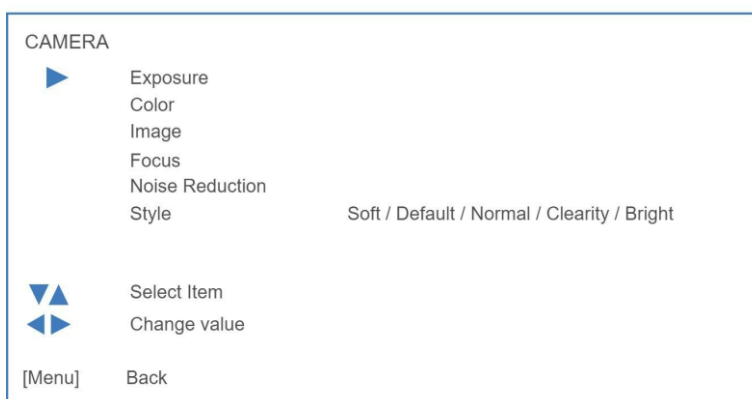 CAMERA
Exposure
Color
Image
Focus
Noise Reduction
Style Soft / Default / Normal / Clearity / Bright
Select Item
Change value
[Menu] Back